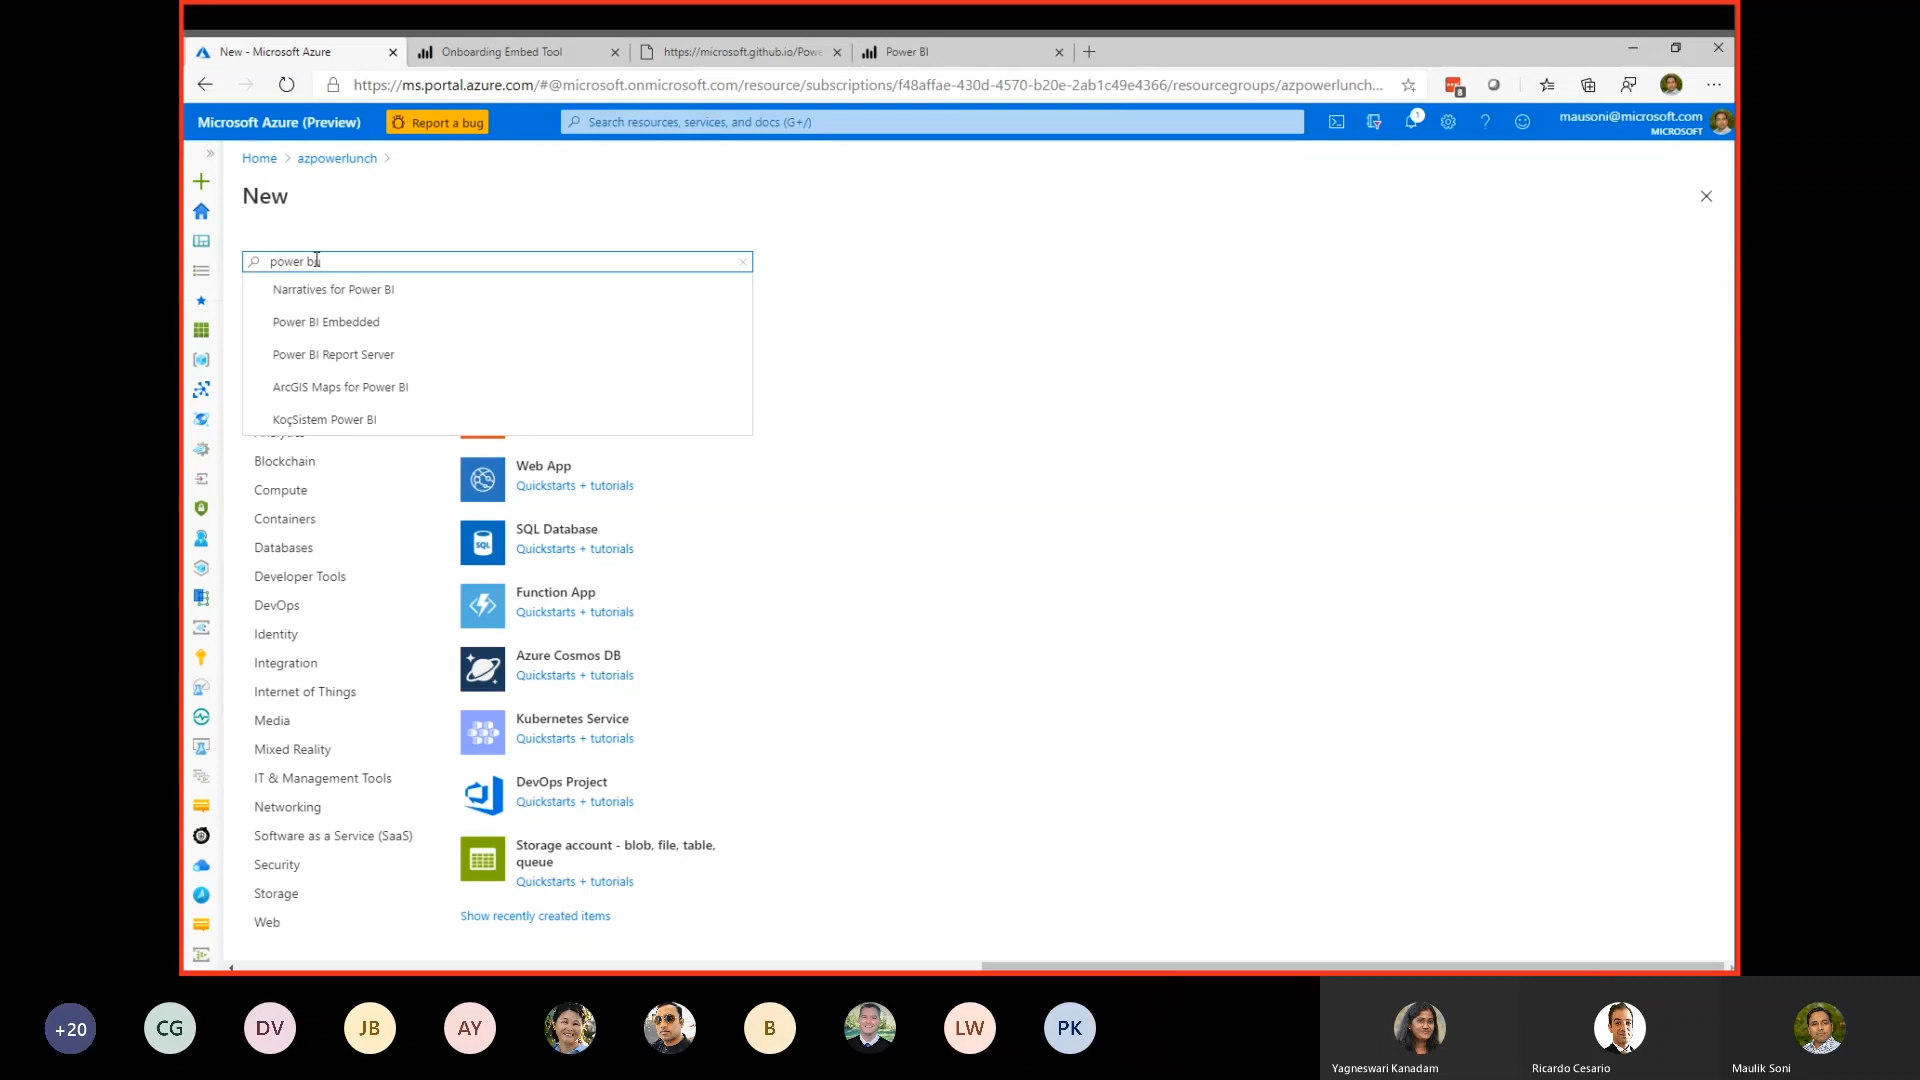 New - Microsoft Azure
Onboarding Embed Tool
https://microsoft.github.io/Powe
Power BI
https://ms.portal.azure.com/#@microsoft.onmicrosoft.com/resource/subscriptions/f48affae-430d-4570-b20e-2ab1c49e4366/resourcegroups/azpowerlunch...
8
Microsoft Azure (Preview)
Report a bug
Search resources, services, and docs (G+/)
1
mausoni@microsoft.com
MICROSOFT
Home > azpowerlunch >
New
power bi
Narratives for Power BI
Power BI Embedded
Power BI Report Server
ArcGIS Maps for Power BI
KoçSistem Power BI
Analytics
Blockchain
Compute
Containers
Databases
Developer Tools
DevOps
Identity
Integration
Internet of Things
Media
Mixed Reality
IT & Management Tools
Networking
Software as a Service (SaaS)
Security
Storage
Web
Web App
Quickstarts + tutorials
SQL
SQL Database
Quickstarts + tutorials
Function App
Quickstarts + tutorials
Azure Cosmos DB
Quickstarts + tutorials
Kubernetes Service
Quickstarts + tutorials
DevOps Project
Quickstarts + tutorials
Storage account - blob, file, table,
queue
Quickstarts + tutorials
Show recently created items
+20
CG
DV
JB
AY
B
LW
PK
Yagneswari Kanadam
Ricardo Cesario
Maulik Soni